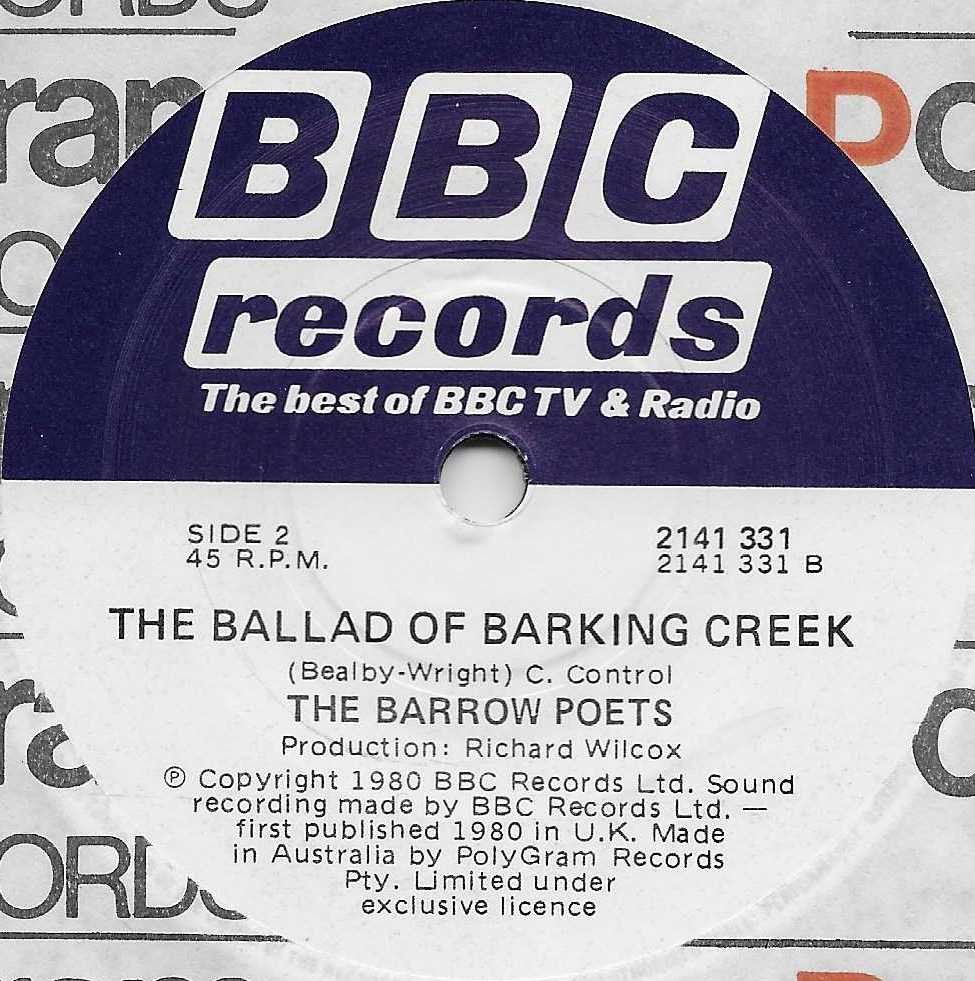 BBC
records
The best of BBC TV & Radio
SIDE 2
45 R.P.M.
2141 331
2141 331 B
THE BALLAD OF BARKING CREEK
(Bealby-Wright) C. Control
THE BARROW POETS
Production: Richard Wilcox
℗ Copyright 1980 BBC Records Ltd. Sound
recording made by BBC Records Ltd. —
first published 1980 in U.K. Made
in Australia by PolyGram Records
Pty. Limited under
exclusive licence